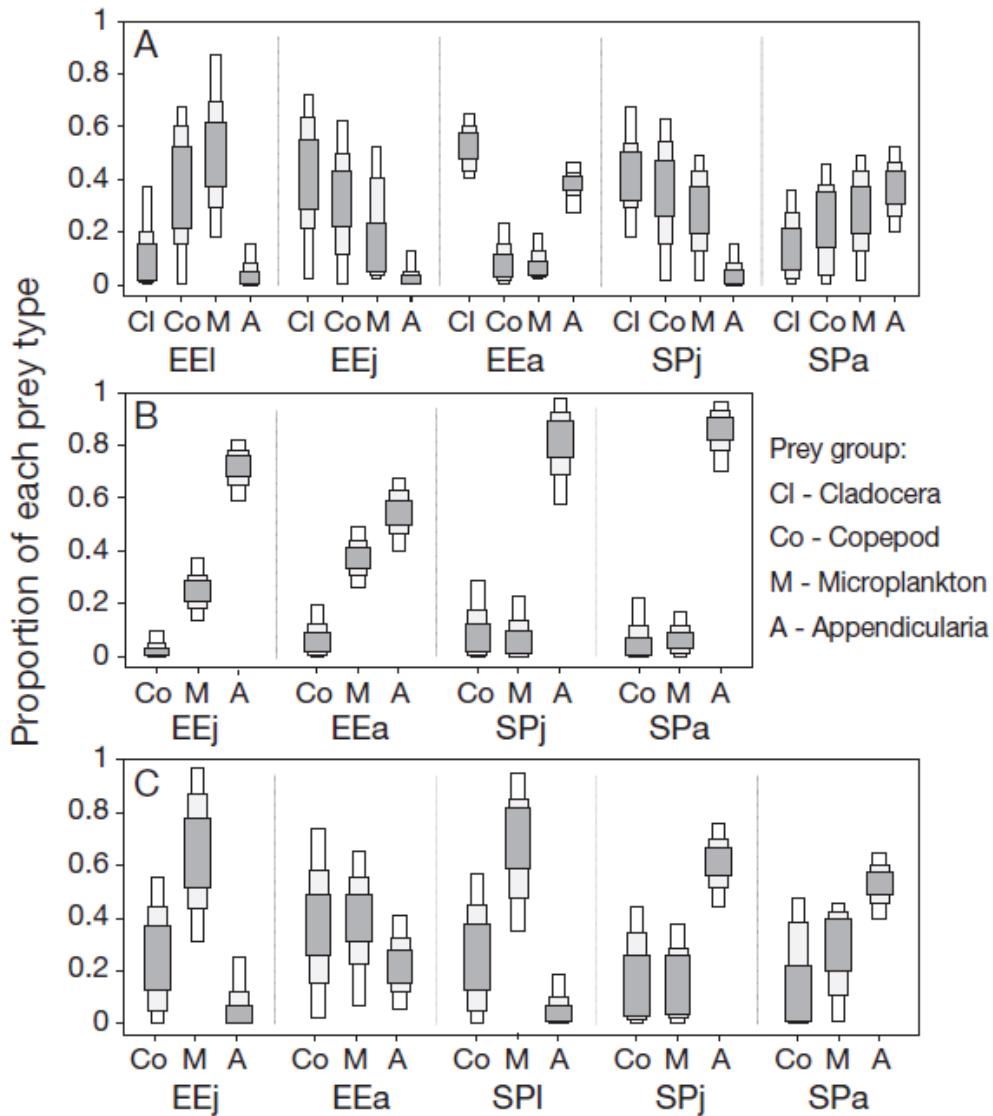 Proportion of each prey type
A
1
0.8
0.6
0.4
0.2
0
Cl Co M A Cl Co M A Cl Co M A Cl Co M A Cl Co M A
EEl EEj EEa SPj SPa
B
1
0.8
0.6
0.4
0.2
0
Co M A Co M A Co M A Co M A
EEj EEa SPj SPa
Prey group:
Cl - Cladocera
Co - Copepod
M - Microplankton
A - Appendicularia
C
1
0.8
0.6
0.4
0.2
0
Co M A Co M A Co M A Co M A Co M A
EEj EEa SPl SPj SPa